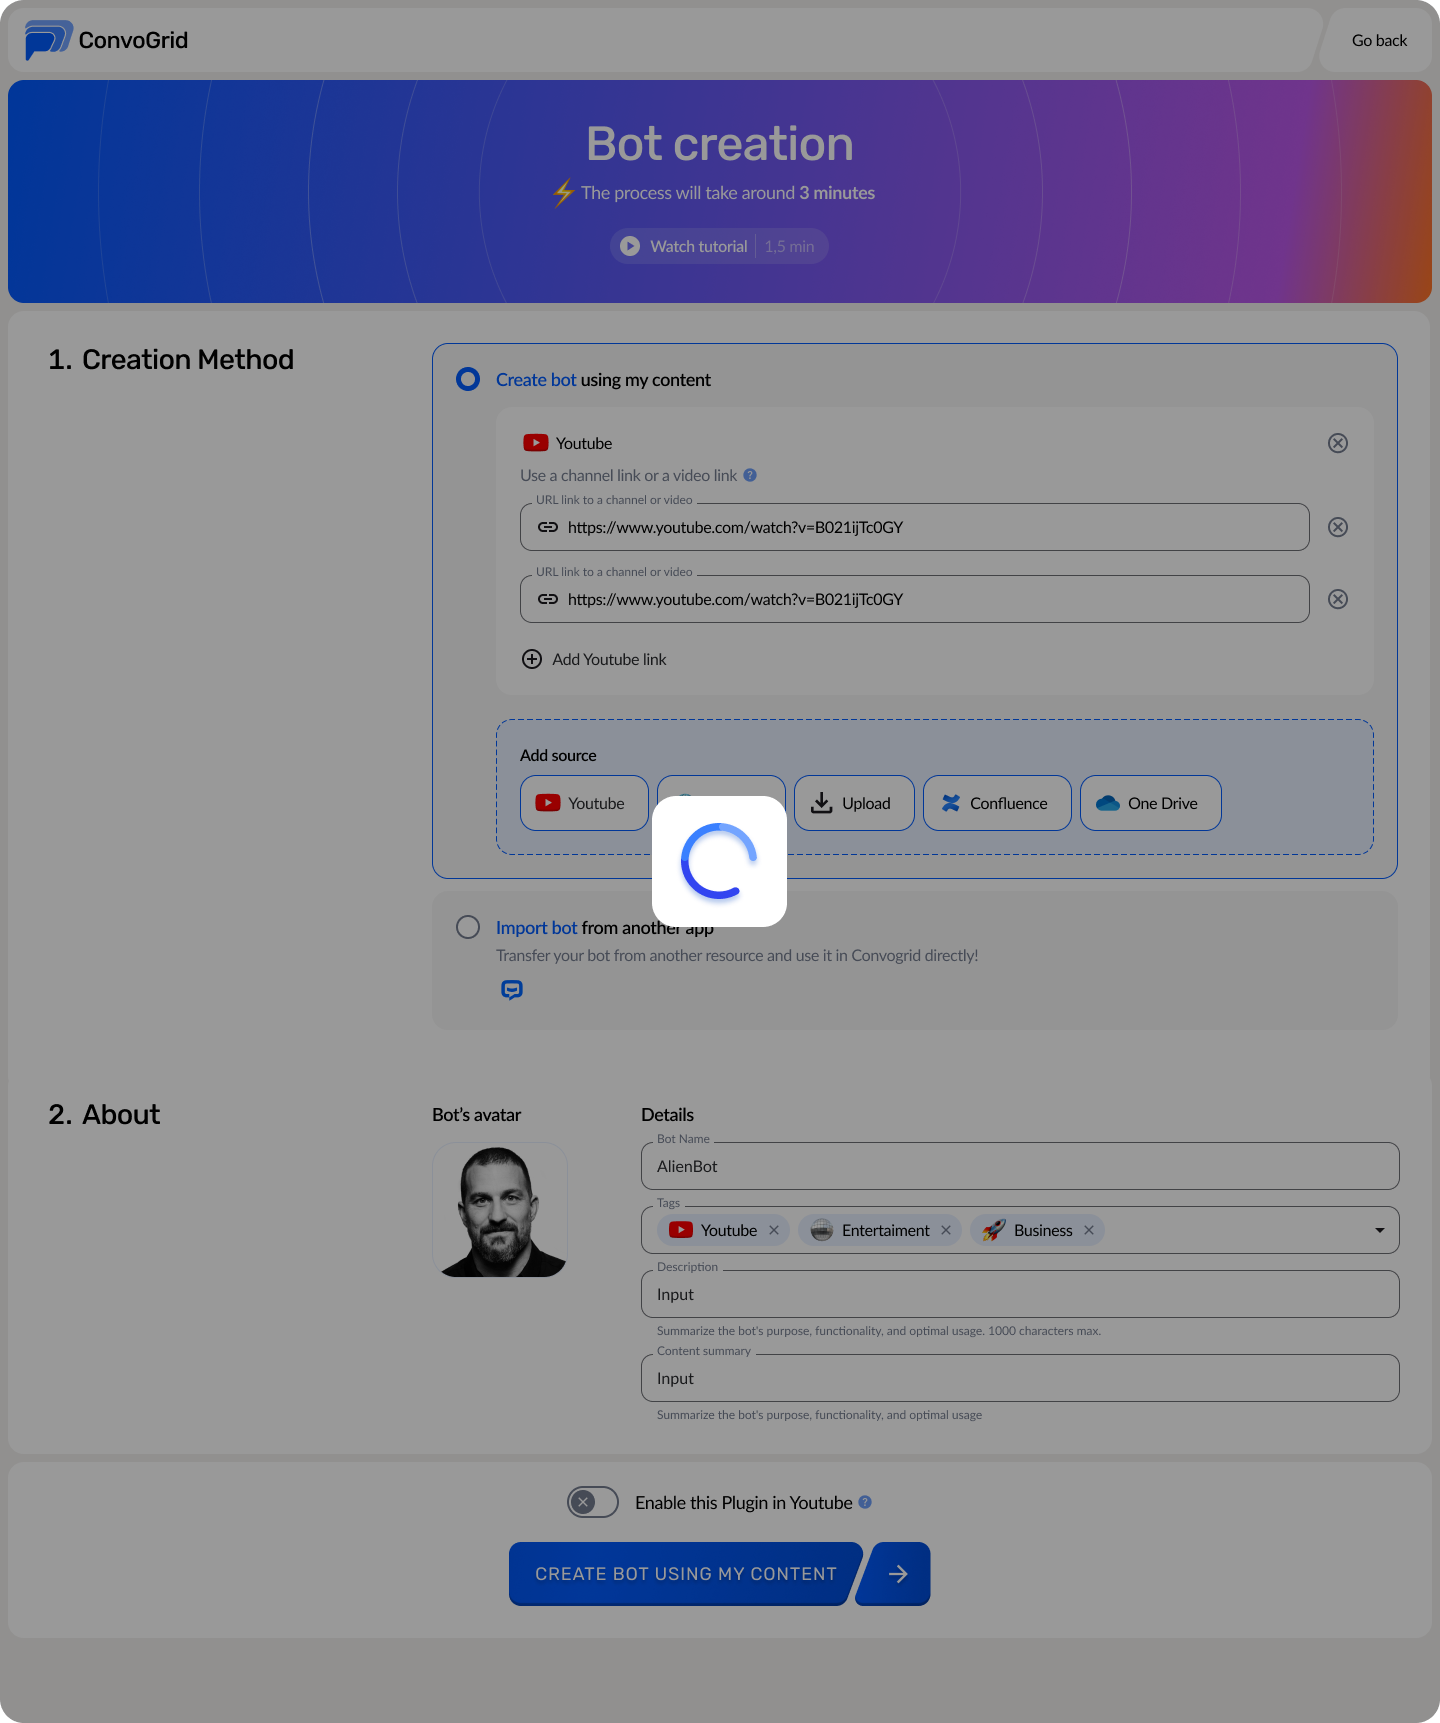 ConvoGrid
Go back
Bot creation
⚡ The process will take around 3 minutes
Watch tutorial | 1,5 min
1. Creation Method
Create bot using my content
Youtube
Use a channel link or a video link ?
URL link to a channel or video
https://www.youtube.com/watch?v=B021ijTc0GY
URL link to a channel or video
https://www.youtube.com/watch?v=B021ijTc0GY
Add Youtube link
Add source
Youtube
Upload
Confluence
One Drive
Import bot from another app
Transfer your bot from another resource and use it in Convogrid directly!
2. About
Bot's avatar
Details
Bot Name
AlienBot
Tags
Youtube
Entertaiment
Business
Description
Input
Summarize the bot's purpose, functionality, and optimal usage. 1000 characters max.
Content summary
Input
Summarize the bot's purpose, functionality, and optimal usage
Enable this Plugin in Youtube ?
CREATE BOT USING MY CONTENT